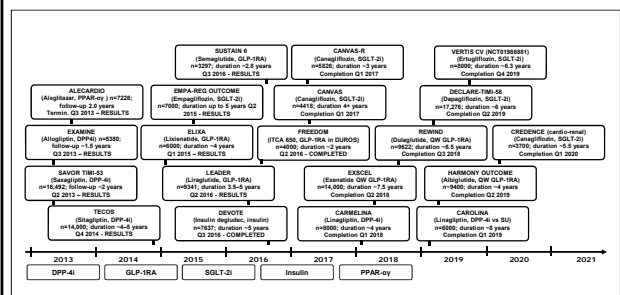 SUSTAIN 6
(Semaglutide, GLP-1RA)
n=3297; duration ~2.8 years
Q3 2016 - RESULTS
CANVAS-R
(Canagliflozin, SGLT-2i)
n=5826; duration ~3 years
Completion Q1 2017
VERTIS CV (NCT01986881)
(Ertugliflozin, SGLT-2i)
n=8000; duration ~6.3 years
Completion Q4 2019
ALECARDIO
(Aleglitazar, PPAR-αγ) n=7226;
follow-up 2.0 years
Termin. Q3 2013 – RESULTS
EMPA-REG OUTCOME
(Empagliflozin, SGLT-2i)
n=7000; duration up to 5 years Q2
2015 - RESULTS
CANVAS
(Canagliflozin, SGLT-2i)
n=4418; duration 4+ years
Completion Q1 2017
DECLARE-TIMI-58
(Dapagliflozin, SGLT-2i)
n=17,276; duration ~6 years
Completion Q2 2019
EXAMINE
(Alogliptin, DPP-4i) n=5380;
follow-up ~1.5 years
Q3 2013 – RESULTS
ELIXA
(Lixienatide, GLP-1RA)
n=6000; duration ~4 years
Q1 2015 – RESULTS
FREEDOM
(ITCA 650, GLP-1RA in DUROS)
n=4000; duration ~2 years
Q2 2016 - COMPLETED
REWIND
(Dulaglutide, QW GLP-1RA)
n=9622; duration ~6.5 years
Completion Q3 2018
CREDENCE (cardio-renal)
(Canagliflozin, SGLT-2i)
n=3700; duration ~5.5 years
Completion Q1 2020
SAVOR TIMI-53
(Saxagliptin, DPP-4i)
n=16,492; follow-up ~2 years
Q2 2013 – RESULTS
LEADER
(Liraglutide, GLP-1RA)
n=9341; duration 3.5–5 years
Q2 2016 - RESULTS
EXSCEL
(Exenatide QW GLP-1RA)
n=14,000; duration ~7.5 years
Completion Q2 2018
HARMONY OUTCOME
(Albiglutide, QW GLP-1RA)
n~9400; duration ~4 years
Completion Q2 2019
TECOS
(Sitagliptin, DPP-4i)
n=14,000; duration ~4–5 years
Q4 2014 - RESULTS
DEVOTE
(Insulin degludec, insulin)
n=7637; duration ~5 years
Q3 2016 – COMPLETED
CARMELINA
(Linagliptin, DPP-4i)
n=8000; duration ~4 years
Completion Q1 2018
CAROLINA
(Linagliptin, DPP-4i vs SU)
n=6000; duration ~8 years
Completion Q1 2019
2013 2014 2015 2016 2017 2018 2019 2020 2021
DPP-4i GLP-1RA SGLT-2i Insulin PPAR-αγ